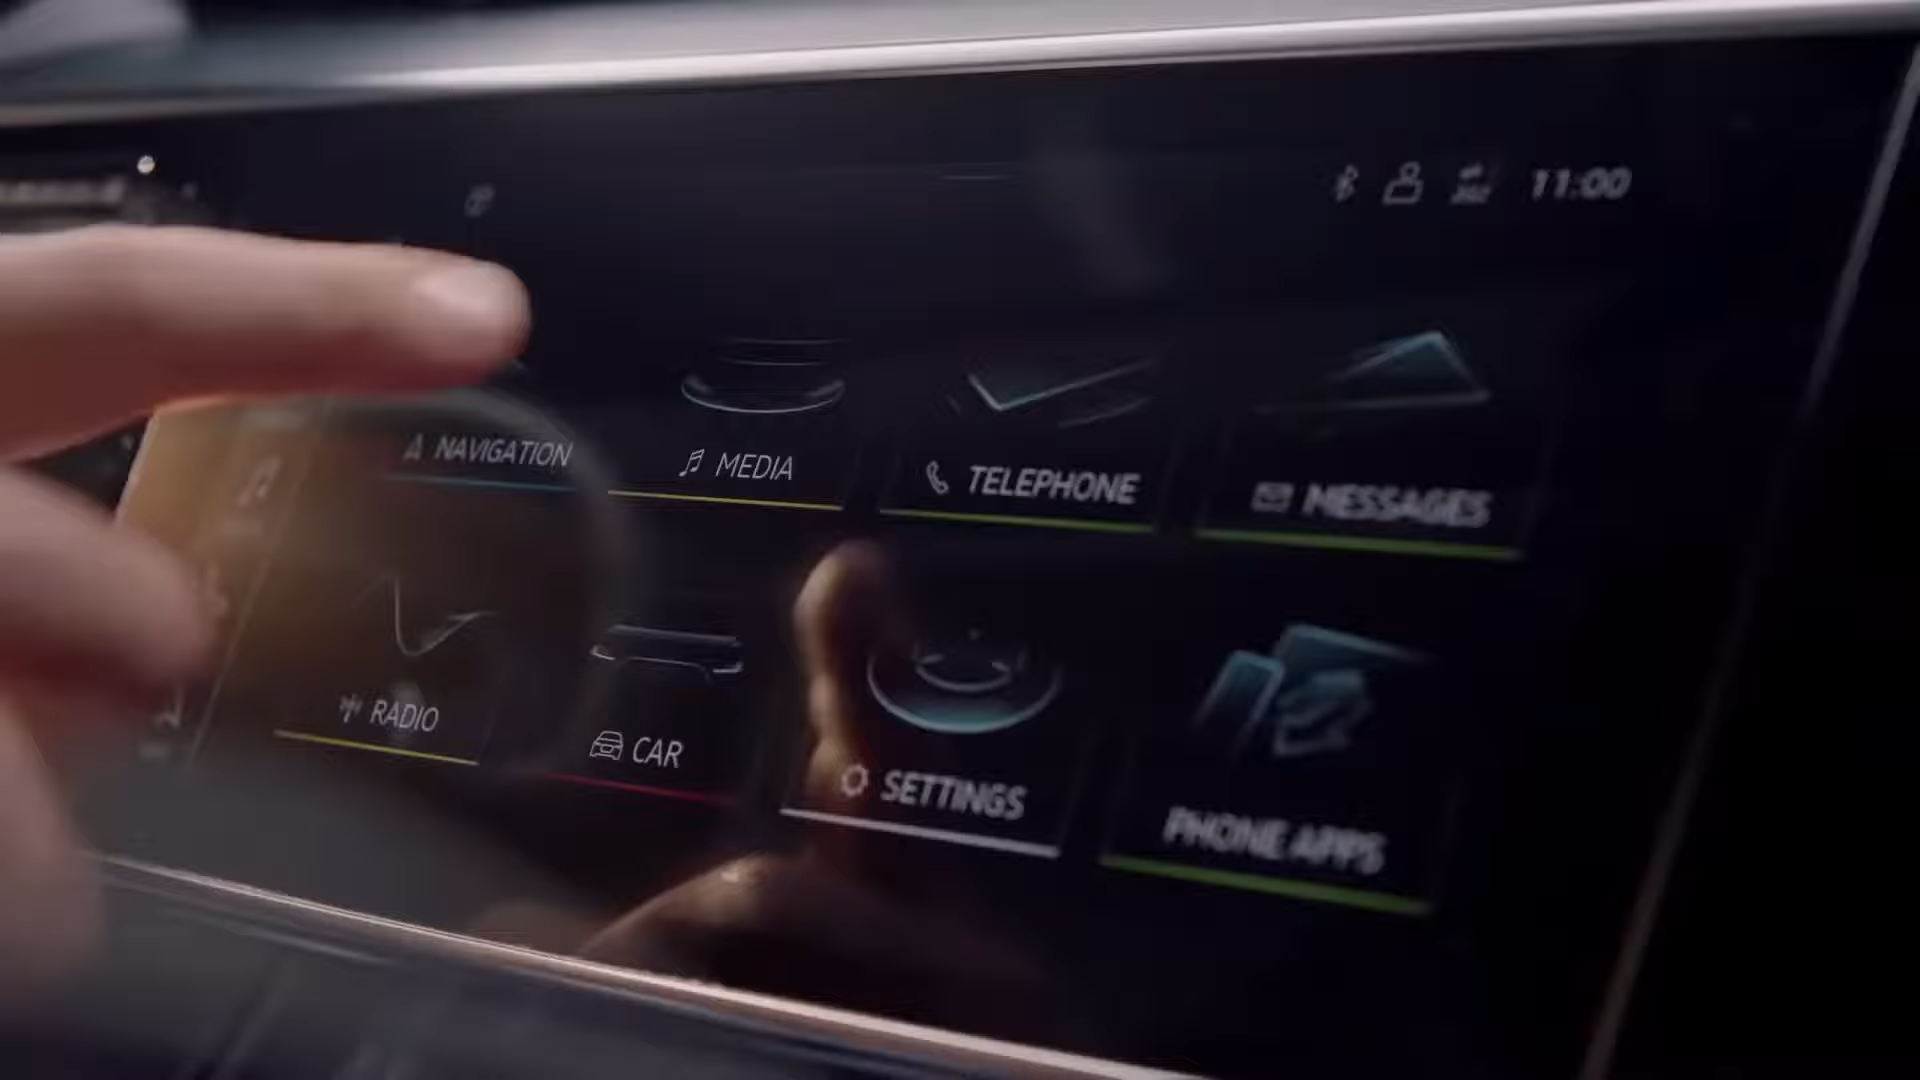 11:00
NAVIGATION
MEDIA
TELEPHONE
MESSAGES
RADIO
CAR
SETTINGS
PHONE APPS